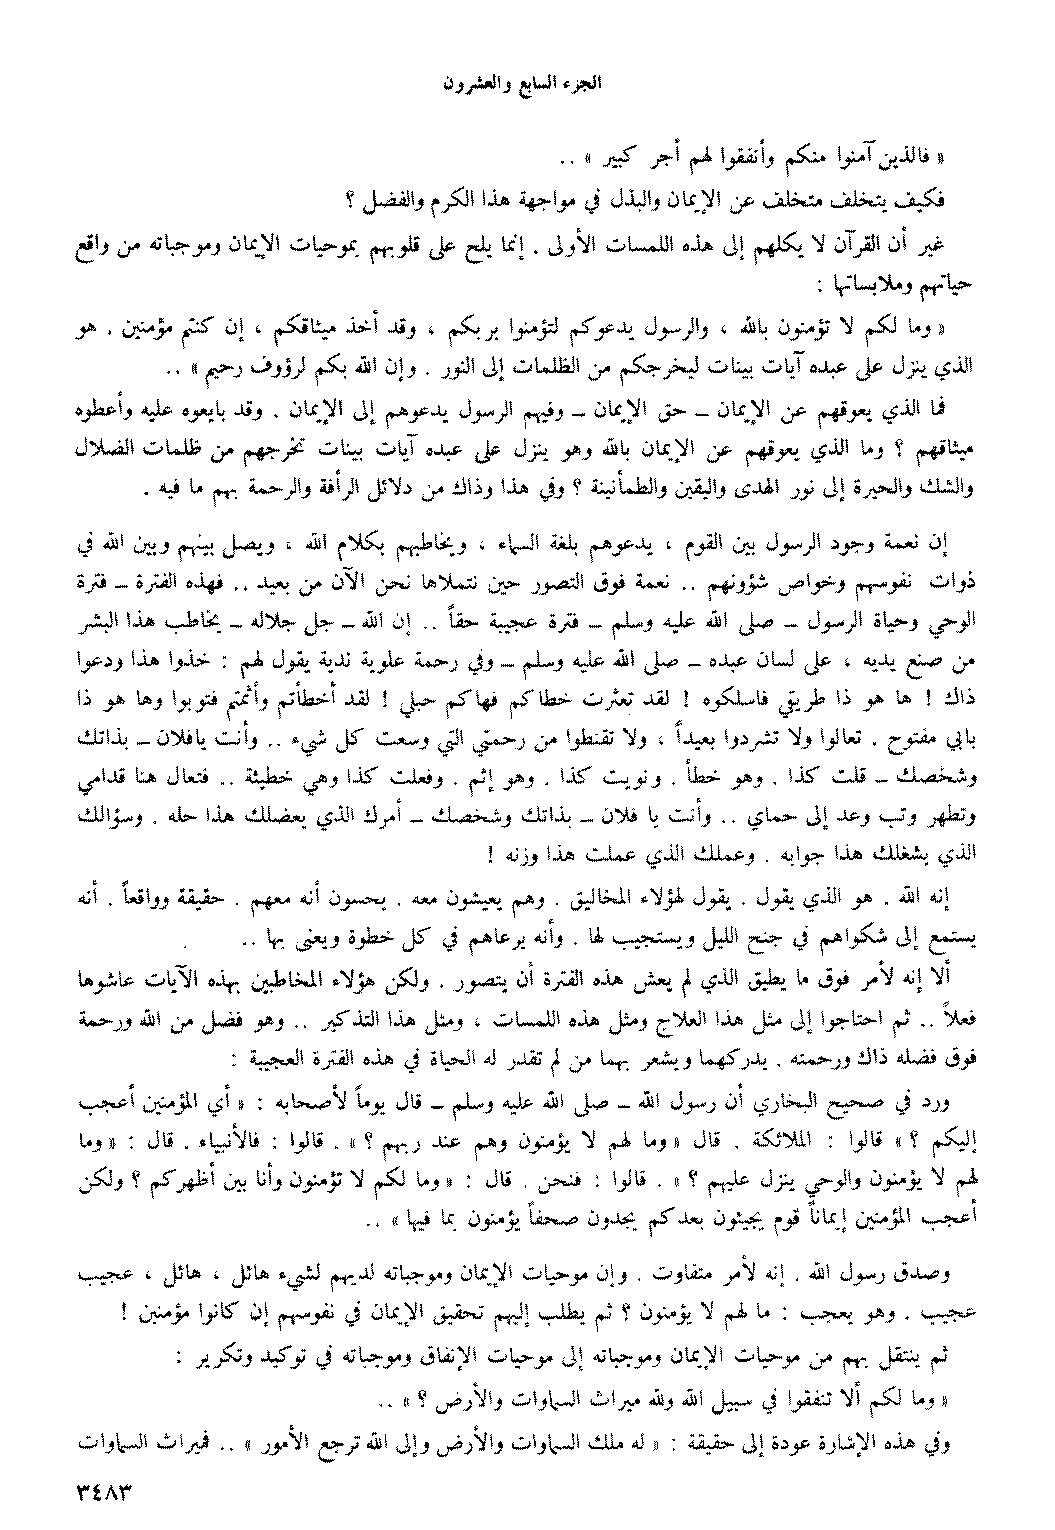 الجزء السابع والعشرون
« فالذين آمنوا منكم وأنفقوا لهم أجر كبير » ..
فكيف يتخلف متخلف عن الإيمان والبذل في مواجهة هذا الكرم والفضل ؟
غير أن القرآن لا يكلهم إلى هذه اللمسات الأولى . إنما يلح على قلوبهم بموحيات الإيمان وموجباته من واقع
حياتهم وملابساتها :
« وما لكم لا تؤمنون بالله ، والرسول يدعوكم لتؤمنوا بربكم ، وقد أخذ ميثاقكم ، إن كنتم مؤمنين . هو
الذي ينزل على عبده آيات بينات ليخرجكم من الظلمات إلى النور . وإن الله بكم لرؤوف رحيم » ..
فما الذي يعوقهم عن الإيمان – حق الإيمان – وفيهم الرسول يدعوهم إلى الإيمان . وقد بايعوه عليه وأعطوه
ميثاقهم ؟ وما الذي يعوقهم عن الإيمان بالله وهو ينزل على عبده آيات بينات تخرجهم من ظلمات الضلال
والشك والحيرة إلى نور الهدى واليقين والطمأنينة ؟ وفي هذا وذاك من دلائل الرأفة والرحمة بهم ما فيه .
إن نعمة وجود الرسول بين القوم ، يدعوهم بلغة السماء ، ويخاطبهم بكلام الله ، ويصل بينهم وبين الله في
ذوات نفوسهم وخواص شؤونهم .. نعمة فوق التصور حين نتملاها نحن الآن من بعيد .. فهذه الفترة – فترة
الوحي وحياة الرسول – صلى الله عليه وسلم – فترة عجيبة حقاً .. إن الله – جل جلاله – يخاطب هذا البشر
من صنع يديه ، على لسان عبده – صلى الله عليه وسلم – وفي رحمة علوية ندية يقول لهم : خذوا هذا ودعوا
ذاك ! ها هو ذا طريقي فاسلكوه ! لقد تعثرت خطاكم فهاكم حبلي ! لقد أخطأتم وأثمتم فتوبوا وها هو ذا
بابي مفتوح . تعالوا ولا تشردوا بعيداً ، ولا تقنطوا من رحمتي التي وسعت كل شيء .. وأنت يافلان – بذاتك
وشخصك – قلت كذا . وهو خطأ . ونويت كذا . وهو إثم . وفعلت كذا وهي خطيئة .. فتعال هنا قدامي
وتطهر وتب وعد إلى حماي .. وأنت يا فلان – بذاتك وشخصك – أمرك الذي يعضلك هذا حله . وسؤالك
الذي يشغلك هذا جوابه . وعملك الذي عملت هذا وزنه !
إنه الله . هو الذي يقول . يقول لهؤلاء المخاليق . وهم يعيشون معه . يحسون أنه معهم . حقيقة وواقعاً . أنه
يستمع إلى شكواهم في جنح الليل ويستجيب لها . وأنه يرعاهم في كل خطوة ويعنى بها ..
ألا إنه لأمر فوق ما يطيق الذي لم يعش هذه الفترة أن يتصور . ولكن هؤلاء المخاطبين بهذه الآيات عاشوها
فعلاً .. ثم احتاجوا إلى مثل هذا العلاج ومثل هذه اللمسات ، ومثل هذا التذكير .. وهو فضل من الله ورحمة
فوق فضله ذاك ورحمته . يدركهما ويشعر بهما من لم تقدر له الحياة في هذه الفترة العجيبة :
ورد في صحيح البخاري أن رسول الله – صلى الله عليه وسلم – قال يوماً لأصحابه : « أي المؤمنين أعجب
إليكم ؟ » قالوا : الملائكة . قال « وما لهم لا يؤمنون وهم عند ربهم ؟ » . قالوا : فالأنبياء . قال : « وما
لهم لا يؤمنون والوحي ينزل عليهم ؟ » . قالوا : فنحن . قال : « وما لكم لا تؤمنون وأنا بين أظهركم ؟ ولكن
أعجب المؤمنين إيماناً قوم يجيئون بعدكم يجدون صحفاً يؤمنون بما فيها » ..
وصدق رسول الله . إنه لأمر متفاوت . وإن موحيات الإيمان وموجباته لديهم لشيء هائل ، هائل ، عجيب
عجيب . وهو يعجب : ما لهم لا يؤمنون ؟ ثم يطلب إليهم تحقيق الإيمان في نفوسهم إن كانوا مؤمنين !
ثم ينتقل بهم من موحيات الإيمان وموجباته إلى موحيات الإنفاق وموجباته في توكيد وتكرير :
« وما لكم ألا تنفقوا في سبيل الله ولله ميراث السماوات والأرض ؟ » ..
وفي هذه الإشارة عودة إلى حقيقة : « له ملك السماوات والأرض وإلى الله ترجع الأمور » .. فميراث السماوات
٣٤٨٣